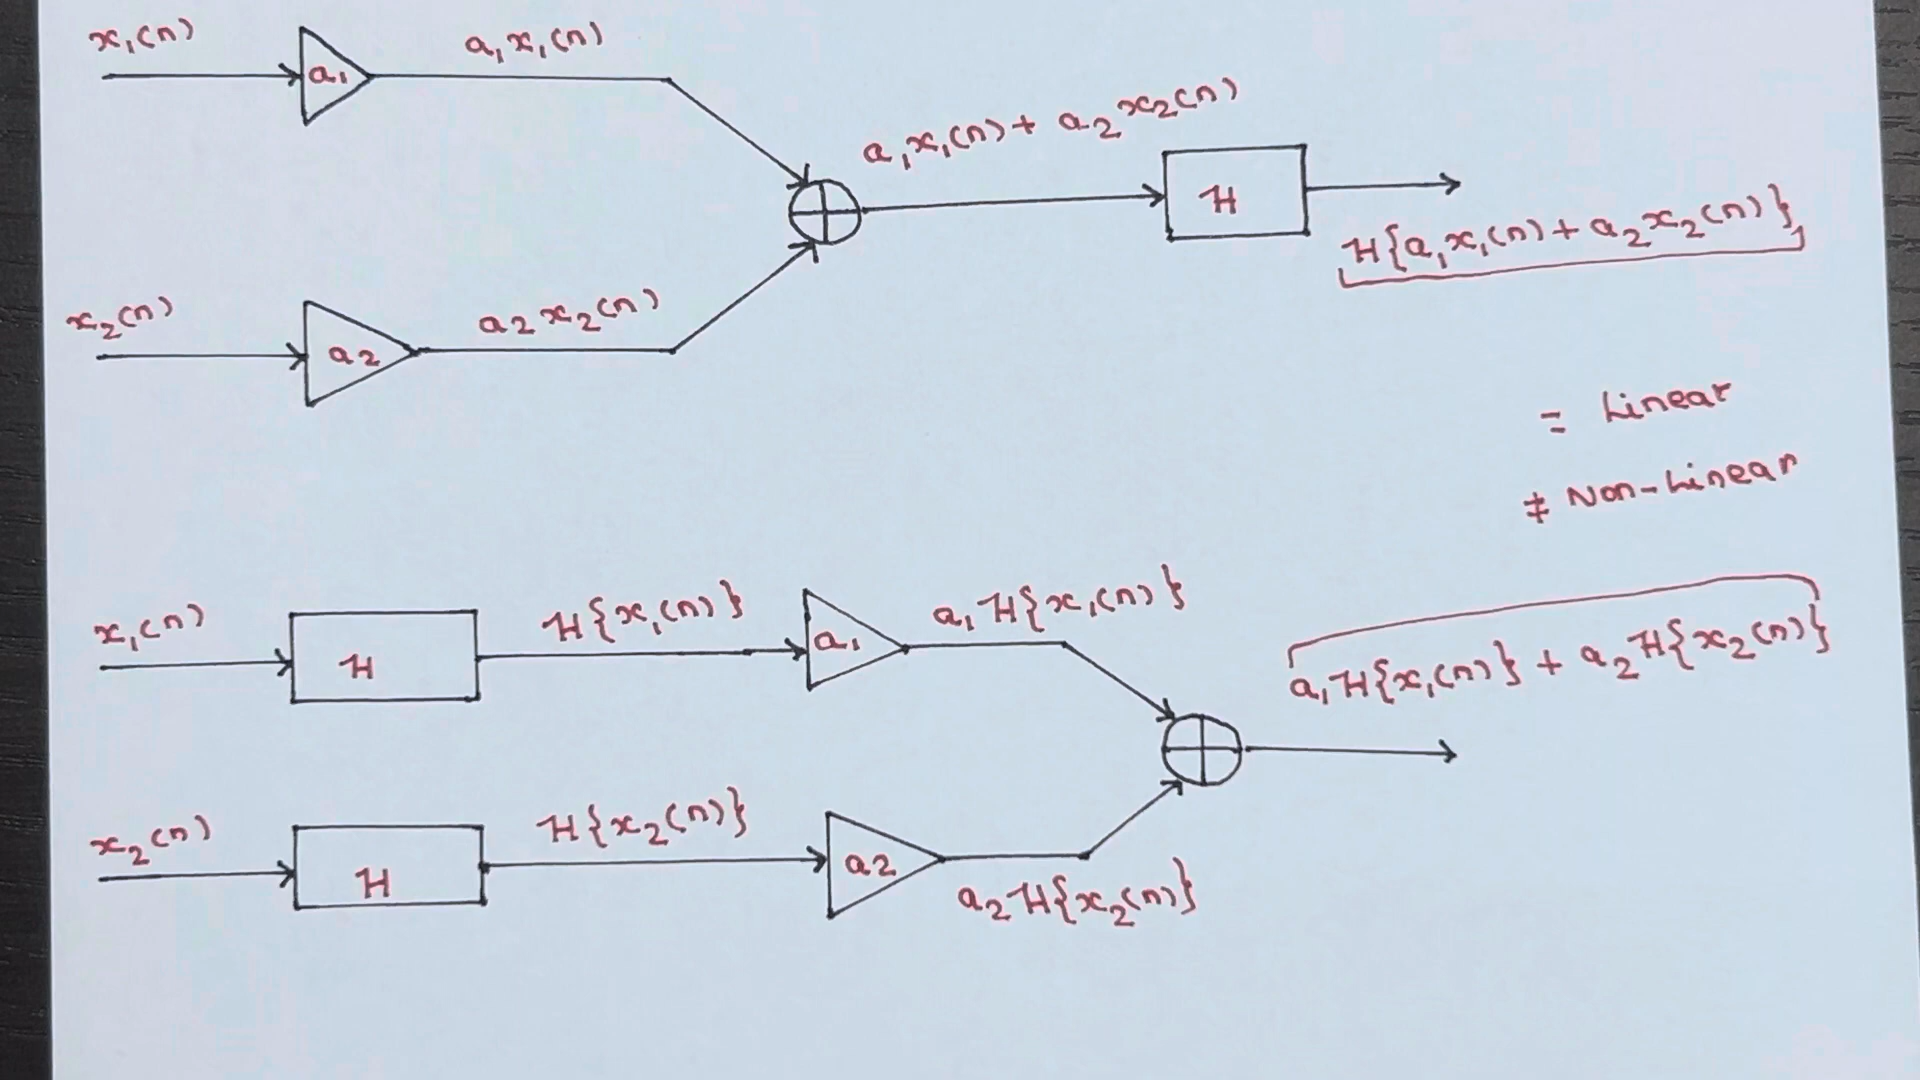 x₁(n)
a₁
a₁x₁(n)
a₁x₁(n) + a₂x₂(n)
H
H{a₁x₁(n) + a₂x₂(n)}
x₂(n)
a2
a2x₂(n)
= Linear
≠ Non-Linear
x₁(n)
H
H{x₁(n)}
a₁
a₁H{x₁(n)}
a₁H{x₁(n)} + a₂H{x₂(n)}
x₂(n)
H
H{x₂(n)}
a2
a₂H{x₂(n)}